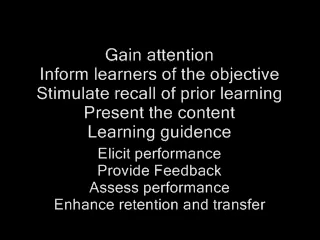 Gain attention
Inform learners of the objective
Stimulate recall of prior learning
Present the content
Learning guidence
Elicit performance
Provide Feedback
Assess performance
Enhance retention and transfer